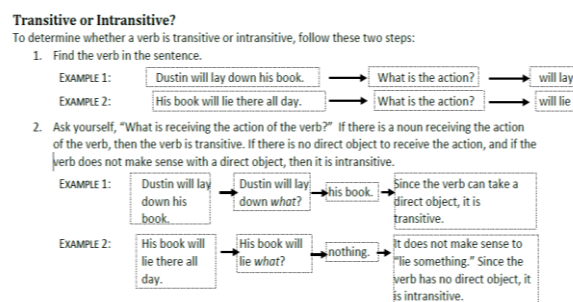 Transitive or Intransitive?
To determine whether a verb is transitive or intransitive, follow these two steps:
1. Find the verb in the sentence.
EXAMPLE 1: Dustin will lay down his book. What is the action? will lay
EXAMPLE 2: His book will lie there all day. What is the action? will lie
2. Ask yourself, “What is receiving the action of the verb?” If there is a noun receiving the action
of the verb, then the verb is transitive. If there is no direct object to receive the action, and if the
verb does not make sense with a direct object, then it is intransitive.
EXAMPLE 1:
Dustin will lay
down his
book.
Dustin will lay
down what?
his book.
Since the verb can take a
direct object, it is
transitive.
EXAMPLE 2:
His book will
lie there all
day.
His book will
lie what?
nothing.
It does not make sense to
“lie something.” Since the
verb has no direct object, it
is intransitive.